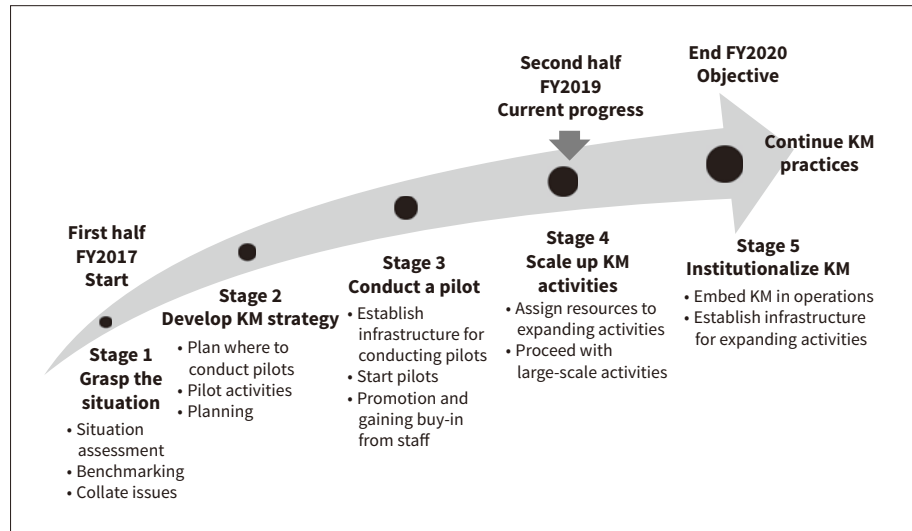 First half
FY2017
Start
Stage 1
Grasp the
situation
• Situation
assessment
• Benchmarking
• Collate issues
Stage 2
Develop KM strategy
• Plan where to
conduct pilots
• Pilot activities
• Planning
Stage 3
Conduct a pilot
• Establish
infrastructure for
conducting pilots
• Start pilots
• Promotion and
gaining buy-in
from staff
Second half
FY2019
Current progress
Stage 4
Scale up KM
activities
• Assign resources to
expanding activities
• Proceed with
large-scale activities
End FY2020
Objective
Continue KM
practices
Stage 5
Institutionalize KM
• Embed KM in operations
• Establish infrastructure
for expanding activities